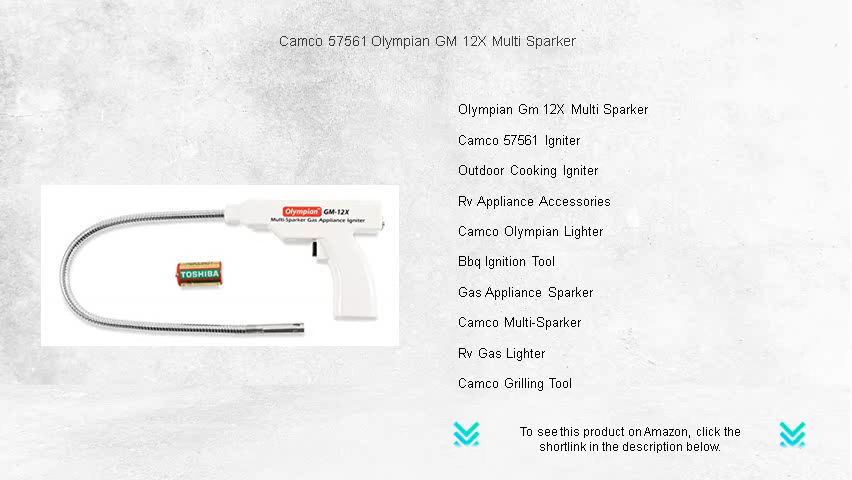 Camco 57561 Olympian GM 12X Multi Sparker
Olympian Gm 12X Multi Sparker
Camco 57561 Igniter
Outdoor Cooking Igniter
Rv Appliance Accessories
Camco Olympian Lighter
Bbq Ignition Tool
Gas Appliance Sparker
Camco Multi-Sparker
Rv Gas Lighter
Camco Grilling Tool
Olympian GM-12X
Multi-Sparker Gas Appliance Igniter
TOSHIBA
To see this product on Amazon, click the
shortlink in the description below.